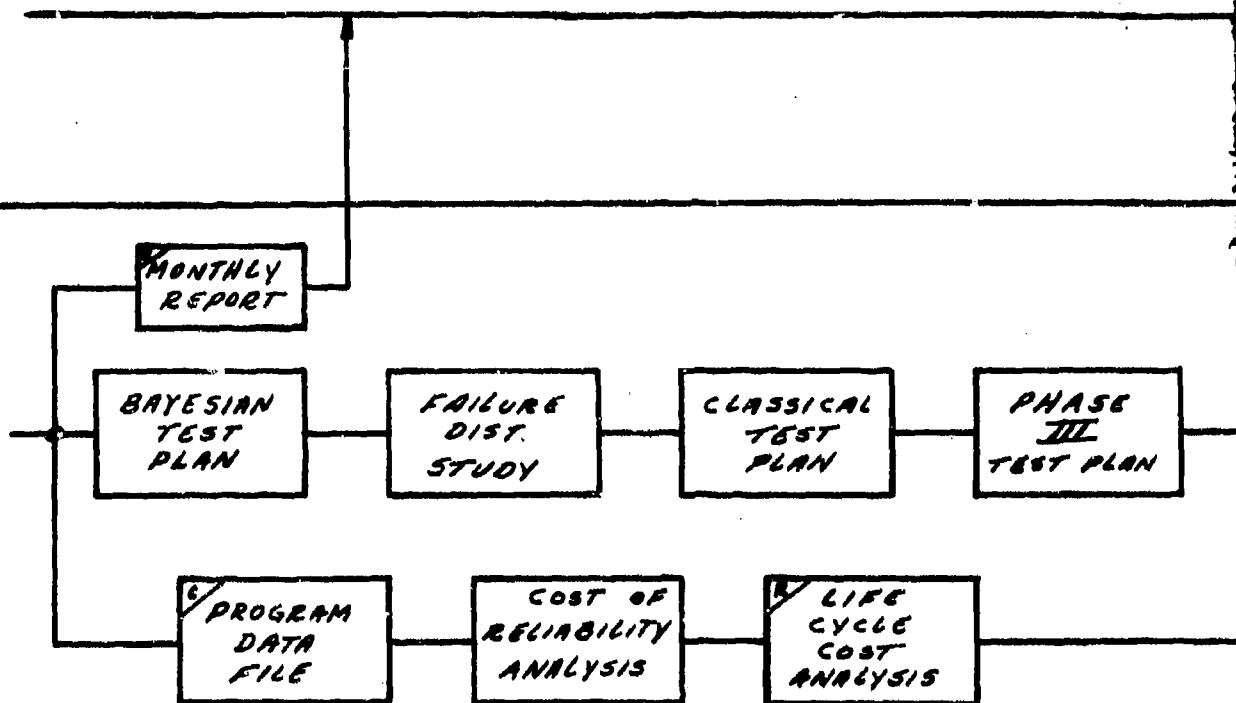 MONTHLY
REPORT
BAYESIAN
TEST
PLAN
FAILURE
DIST.
STUDY
CLASSICAL
TEST
PLAN
PHASE
III
TEST PLAN
C
PROGRAM
DATA
FILE
COST OF
RELIABILITY
ANALYSIS
R
LIFE
CYCLE
COST
ANALYSIS